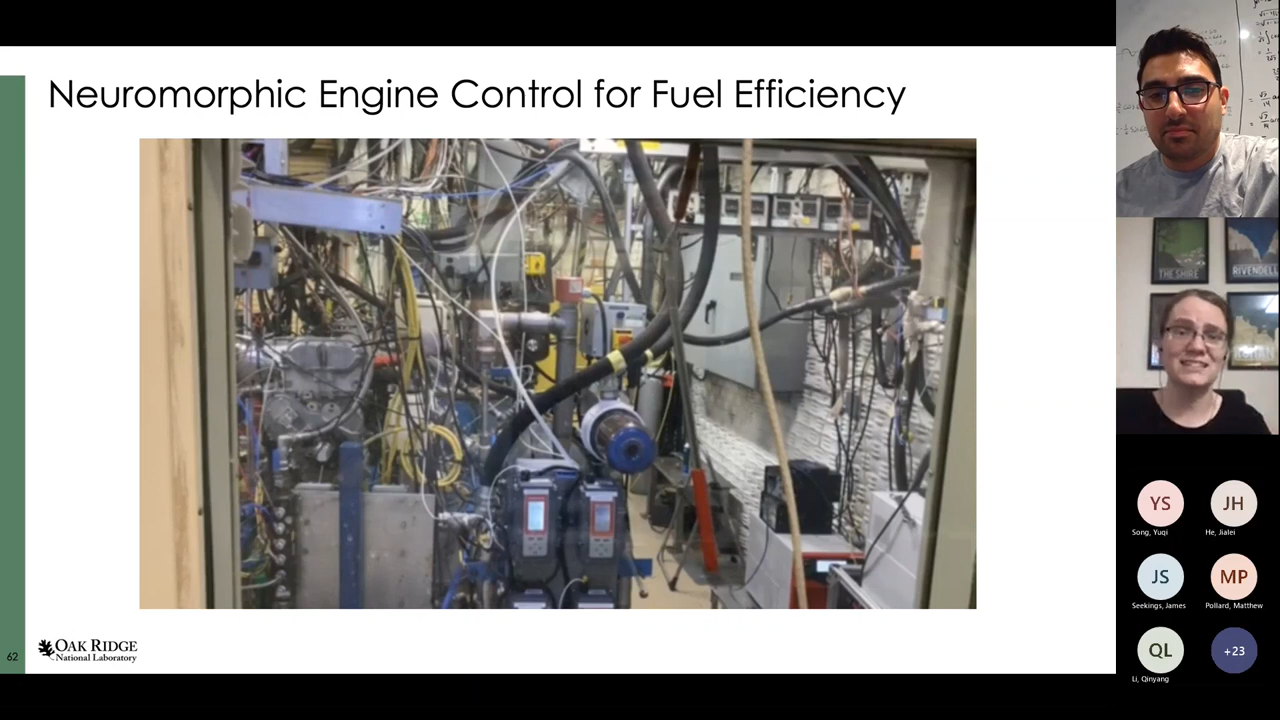 Neuromorphic Engine Control for Fuel Efficiency
62
OAK RIDGE
National Laboratory
THE SHIRE
RIVENDELL
YS
Song, Yuqi
JH
He, Jialei
JS
Seekings, James
MP
Pollard, Matthew
QL
Li, Qinyang
+23